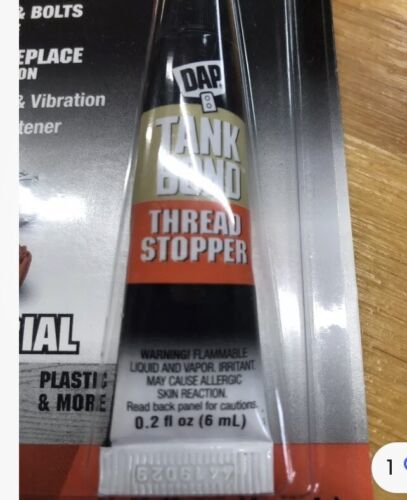 & BOLTS
EPLACE
ON
& Vibration
tener
DAP
TANK
BOND™
THREAD
STOPPER
IAL
PLASTIC
& MORE
WARNING! FLAMMABLE
LIQUID AND VAPOR. IRRITANT
MAY CAUSE ALLERGIC
SKIN REACTION.
Read back panel for cautions.
0.2 fl oz (6 mL)
1